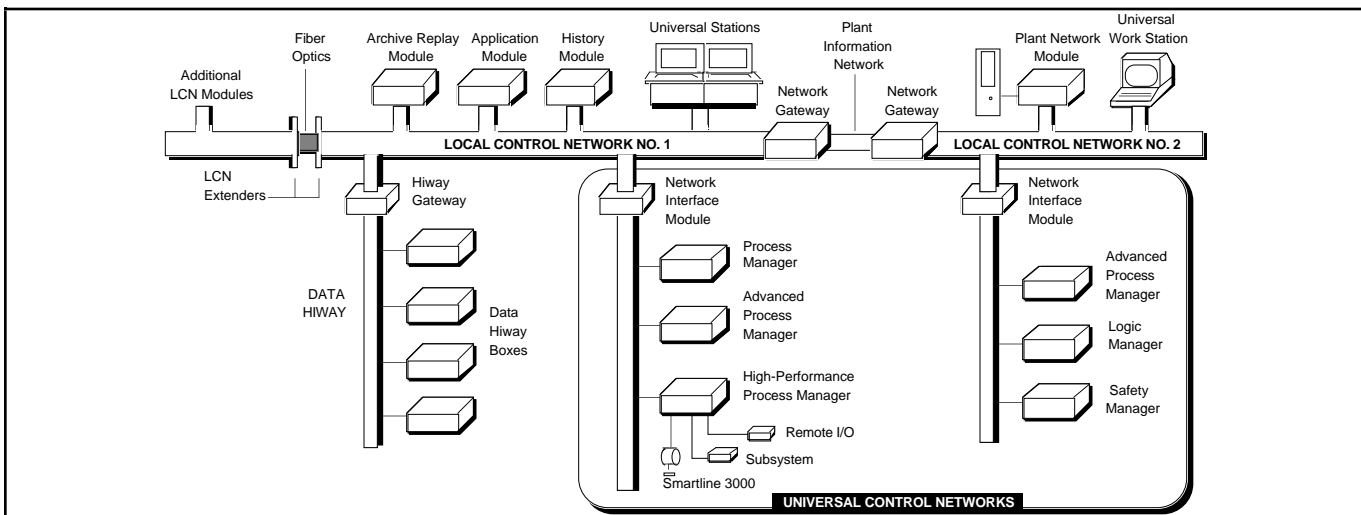 Fiber
Optics
Archive Replay
Module
Application
Module
History
Module
Universal Stations
Plant
Information
Network
Plant Network
Module
Universal
Work Station
Additional
LCN Modules
Network
Gateway
Network
Gateway
LOCAL CONTROL NETWORK NO. 1
LOCAL CONTROL NETWORK NO. 2
LCN
Extenders
Hiway
Gateway
Network
Interface
Module
Network
Interface
Module
DATA
HIWAY
Data
Hiway
Boxes
Process
Manager
Advanced
Process
Manager
High-Performance
Process Manager
Remote I/O
Subsystem
Smartline 3000
Advanced
Process
Manager
Logic
Manager
Safety
Manager
UNIVERSAL CONTROL NETWORKS